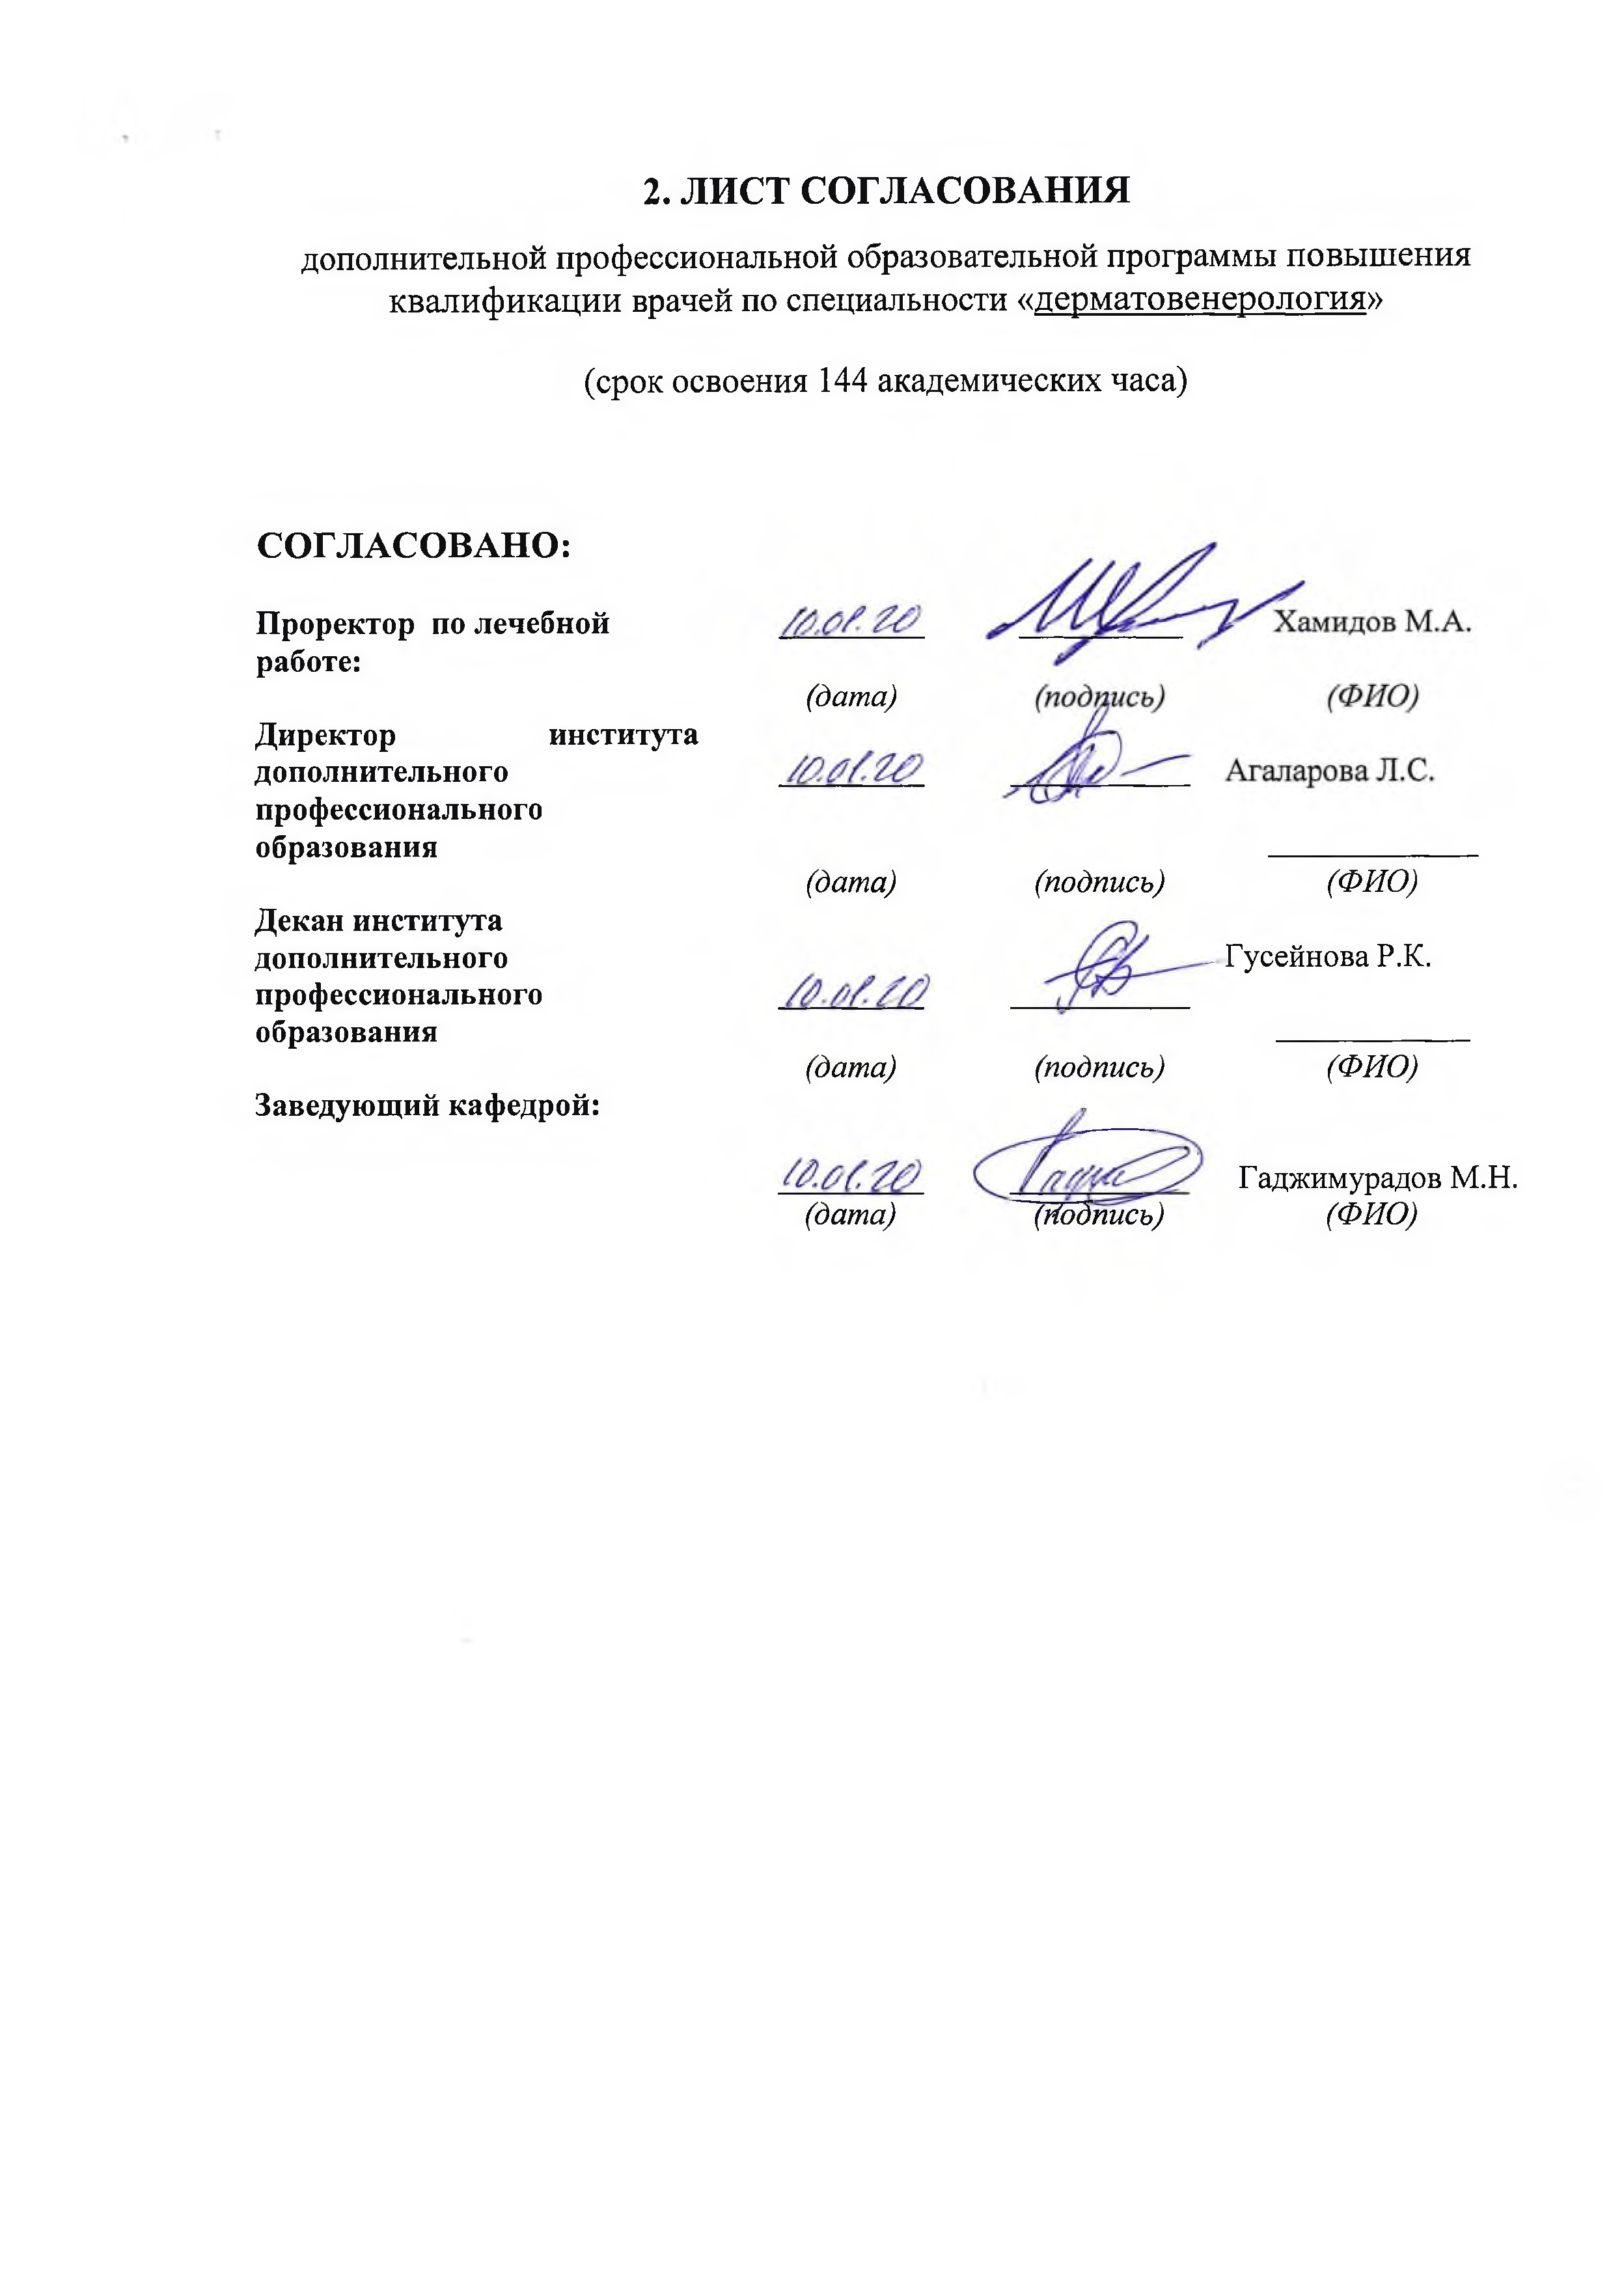 2. ЛИСТ СОГЛАСОВАНИЯ
дополнительной профессиональной образовательной программы повышения
квалификации врачей по специальности «дерматовенерология»
(срок освоения 144 академических часа)
СОГЛАСОВАНО:
Проректор по лечебной 10.01.20 Хамидов М.А.
работе:
(дата) (подпись) (ФИО)
Директор института
дополнительного 10.01.20 Агаларова Л.С.
профессионального
образования
(дата) (подпись) (ФИО)
Декан института
дополнительного Гусейнова Р.К.
профессионального 10.01.20
образования
(дата) (подпись) (ФИО)
Заведующий кафедрой:
10.01.20 Гаджимурадов М.Н.
(дата) (подпись) (ФИО)